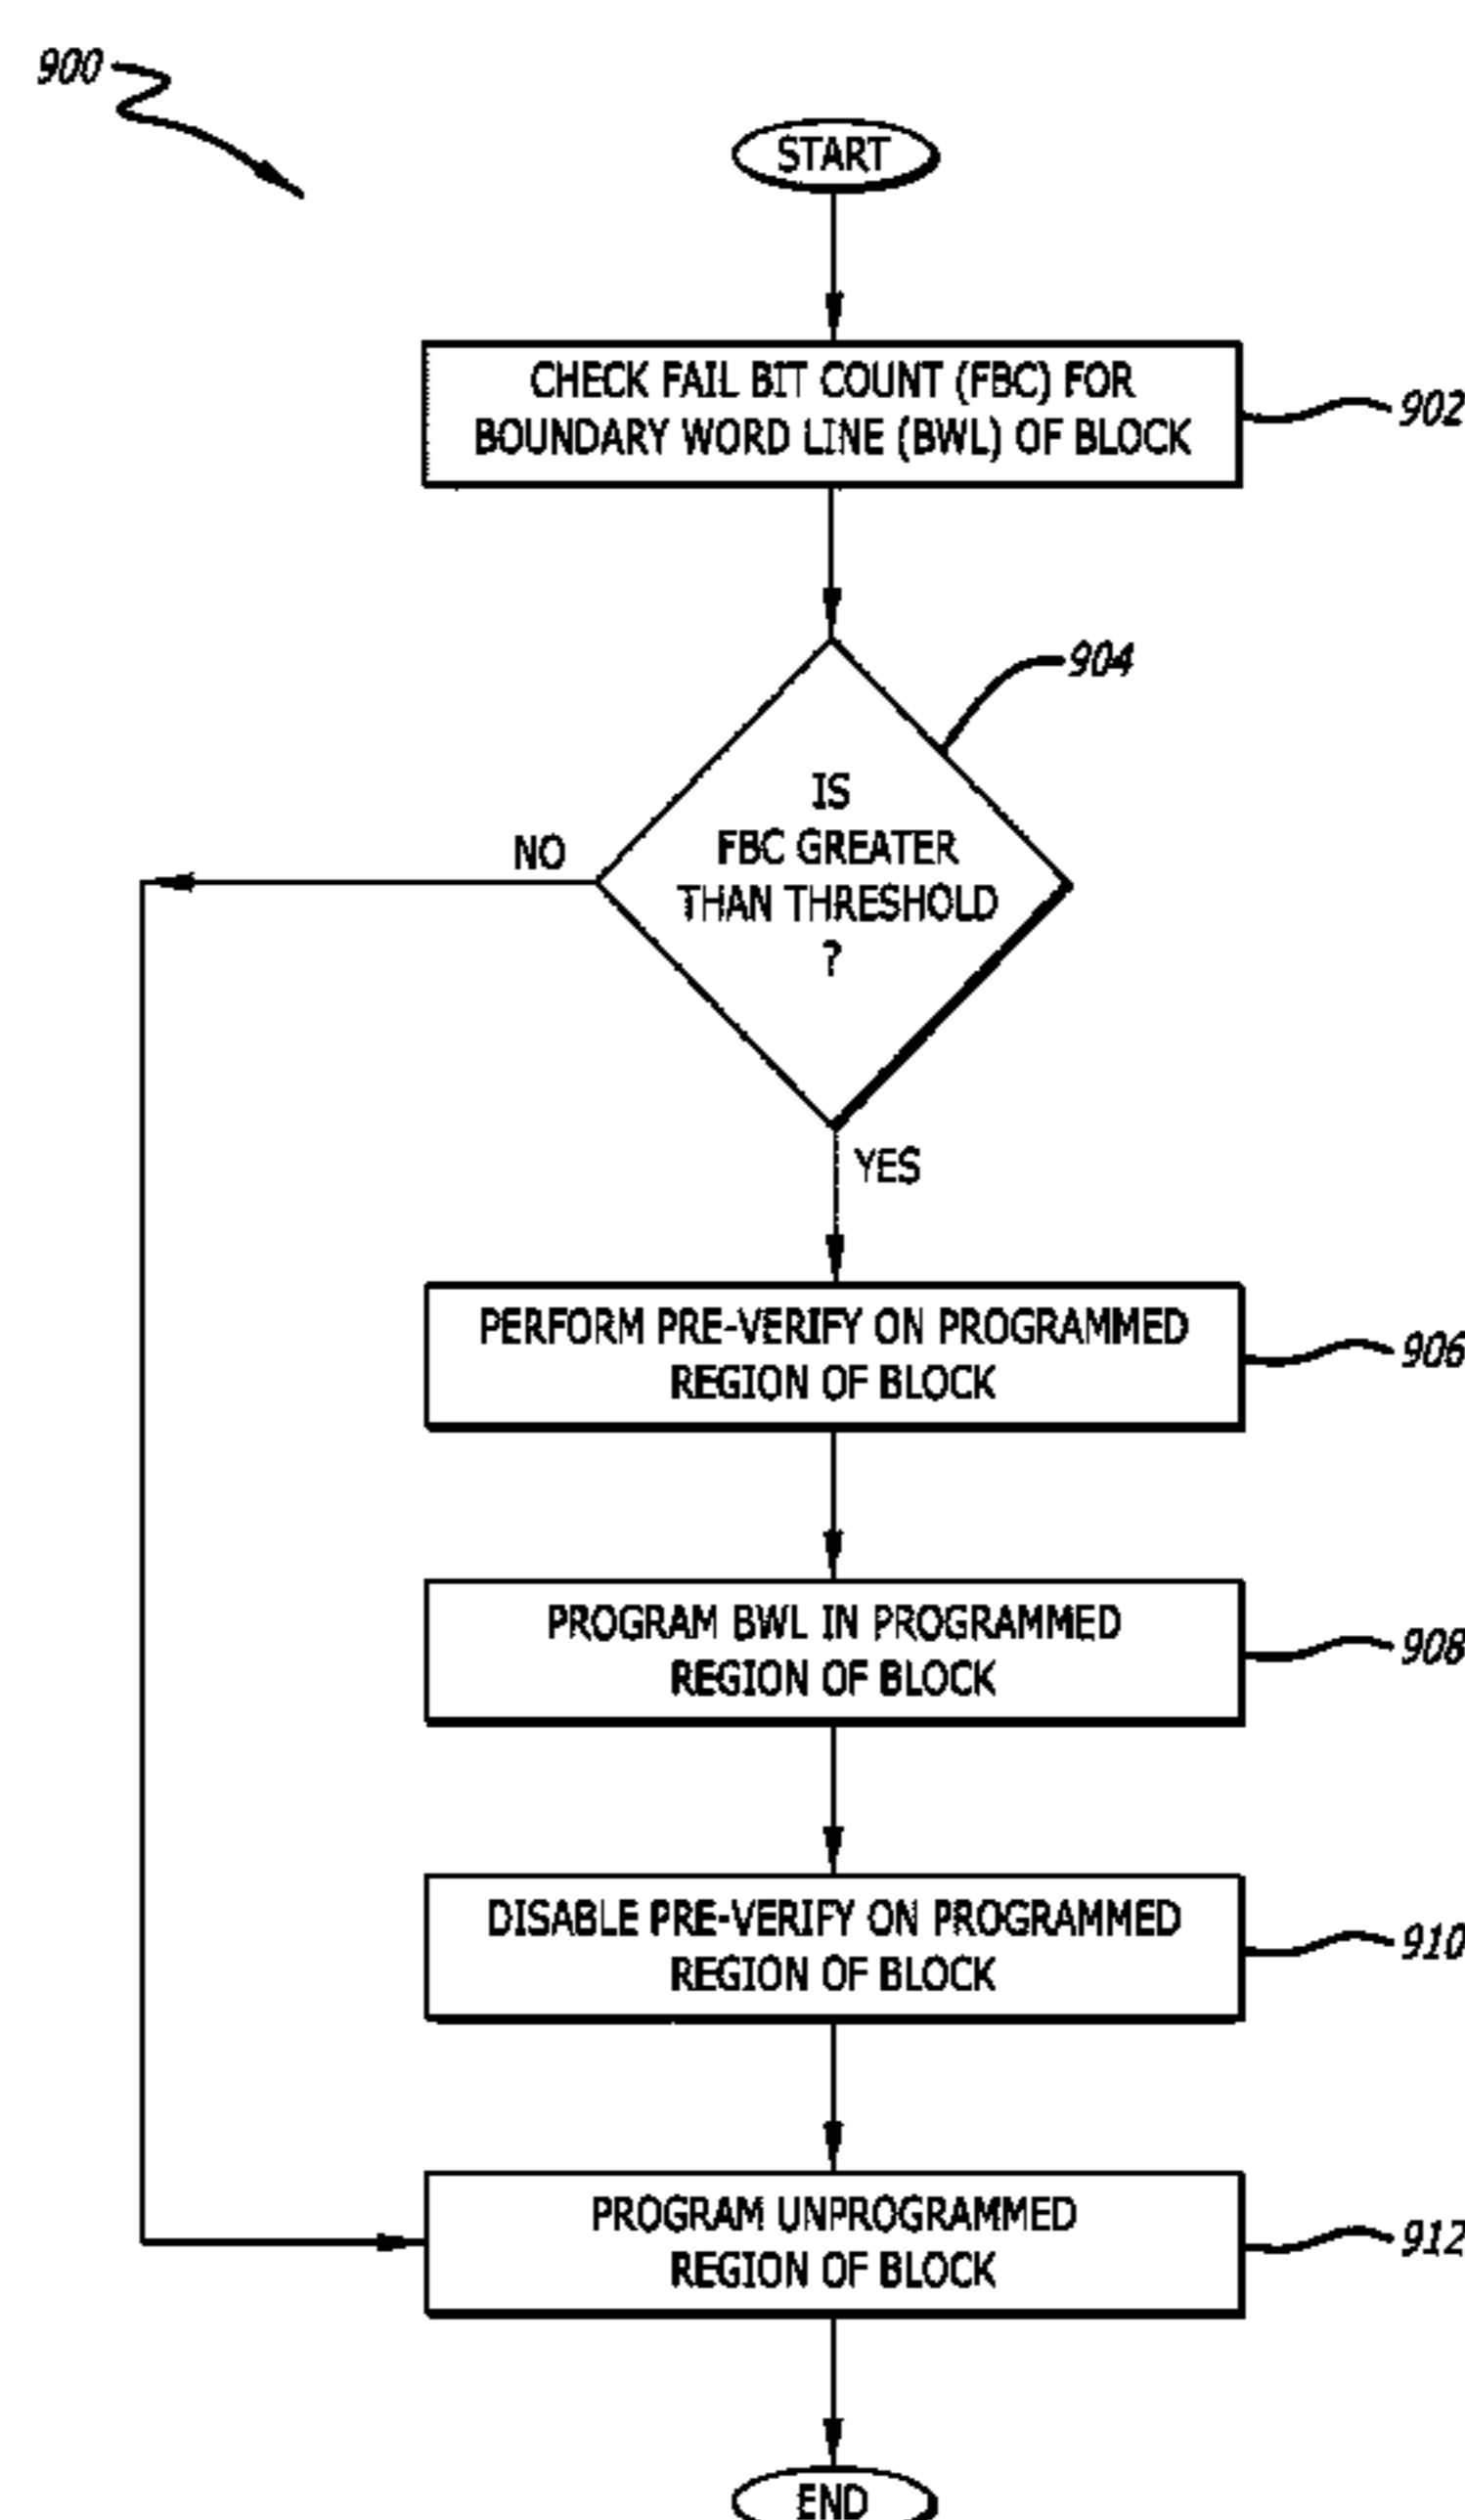 900
START
CHECK FAIL BIT COUNT (FBC) FOR
BOUNDARY WORD LINE (BWL) OF BLOCK
902
904
IS
FBC GREATER
THAN THRESHOLD
?
NO
YES
PERFORM PRE-VERIFY ON PROGRAMMED
REGION OF BLOCK
906
PROGRAM BWL IN PROGRAMMED
REGION OF BLOCK
908
DISABLE PRE-VERIFY ON PROGRAMMED
REGION OF BLOCK
910
PROGRAM UNPROGRAMMED
REGION OF BLOCK
912
END